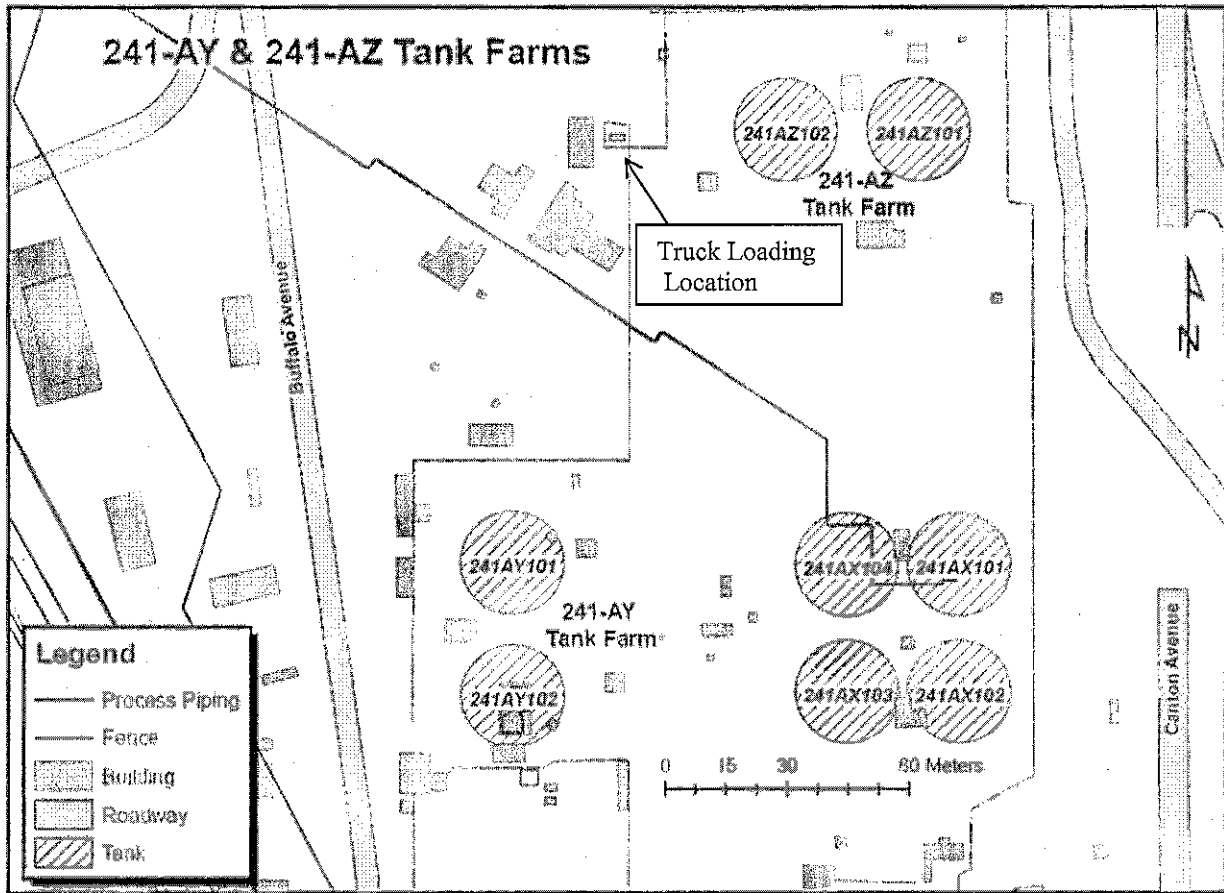 241-AY & 241-AZ Tank Farms
241AZ102
241AZ101
241-AZ
Tank Farm
Truck Loading
Location
Buffalo Avenue
N
241AY101
241AX104
241AX101
241-AY
Tank Farm
241AY102
241AX103
241AX102
Canton Avenue
0 15 30 60 Meters
Legend
Process Piping
Fence
Building
Roadway
Tank